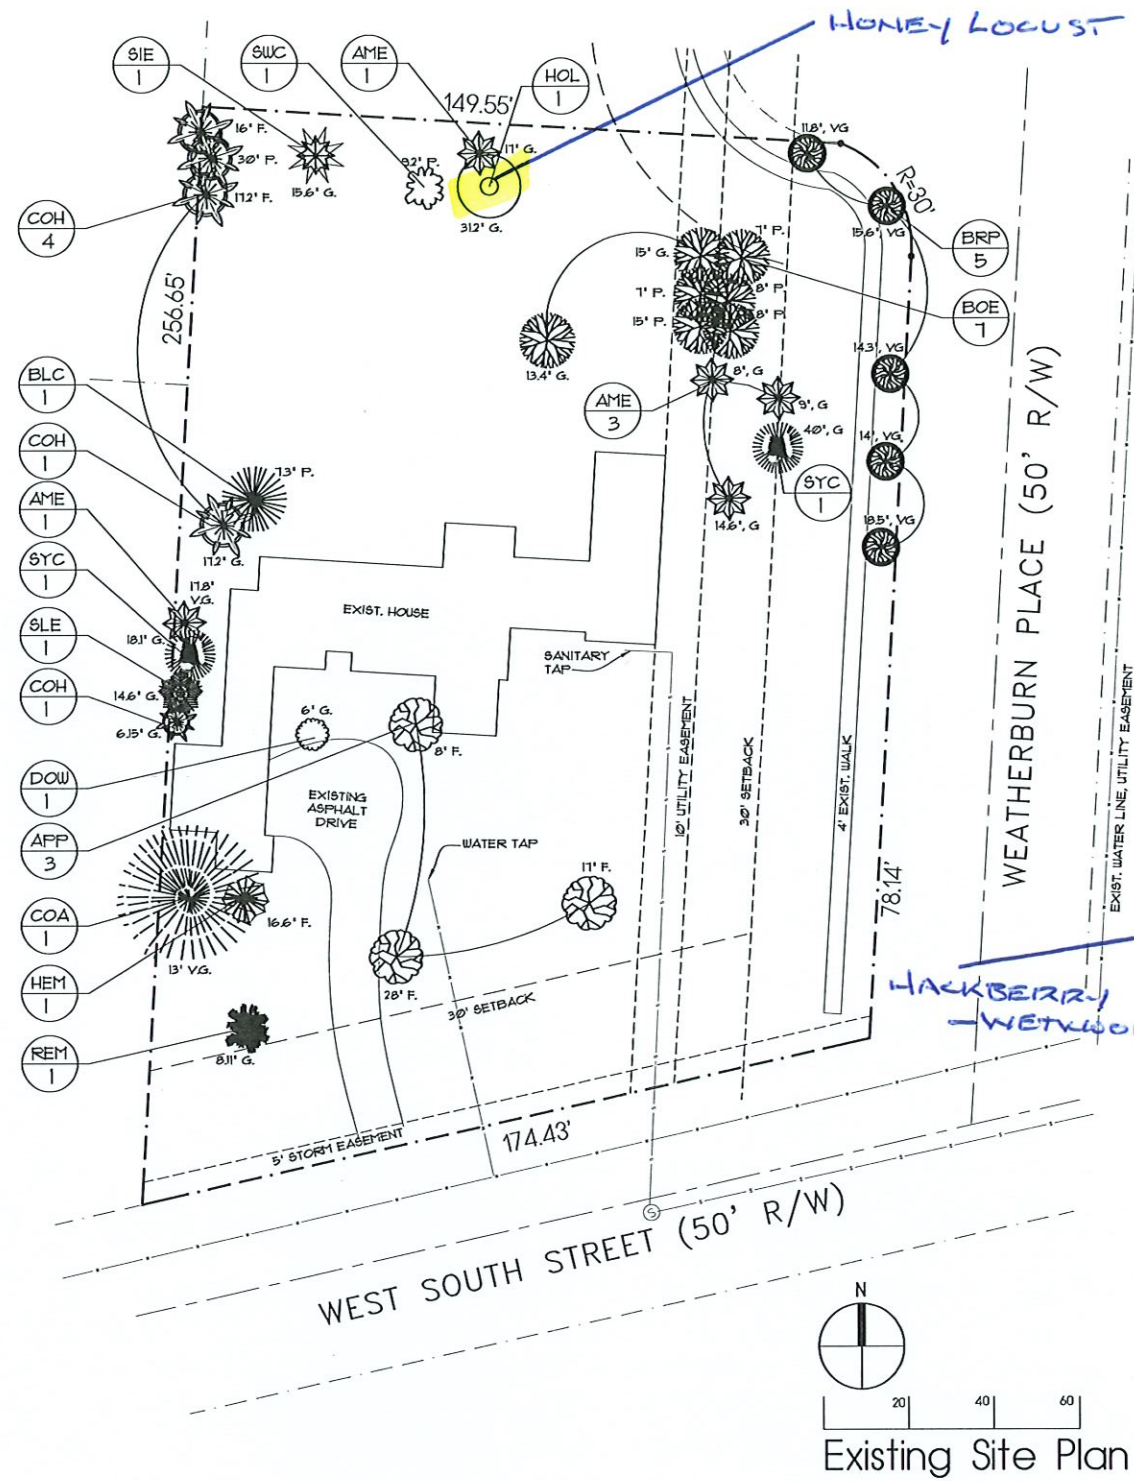 HONEY LOCUST
SIE
1
SWC
1
AME
1
HOL
1
149.55'
16" F.
30" P.
17.2" F.
15.6" G.
9.2" P.
17" G.
31.2" G.
11.8", VG
R=30'
15.6", VG
COH
4
BRP
5
BOE
7
256.65'
15" G.
7" P.
7" P.
8" P.
15" P.
8" P.
13.4" G.
14.3", VG
BLC
1
AME
3
8", G
9", G
40", G
14", VG
SYC
1
14.6", G
18.5", VG
COH
1
7.3" P.
17.2" G.
AME
1
17.8"
V.G.
SYC
1
18.1" G.
SLE
1
14.6" G.
COH
1
6.15" G.
EXIST. HOUSE
SANITARY
TAP
10' UTILITY EASEMENT
30' SETBACK
4' EXIST. WALK
WEATHERBURN PLACE (50' R/W)
EXIST. WATER LINE, UTILITY EASEMENT
DOW
1
6" G.
8" F.
EXISTING
ASPHALT
DRIVE
APP
3
WATER TAP
17" F.
78.14'
COA
1
16.6" F.
13" V.G.
HEM
1
28" F.
30' SETBACK
HACKBERRY
REM
1
8.11" G.
5' STORM EASEMENT
174.43'
S
WEST SOUTH STREET (50' R/W)
N
20 40 60
Existing Site Plan